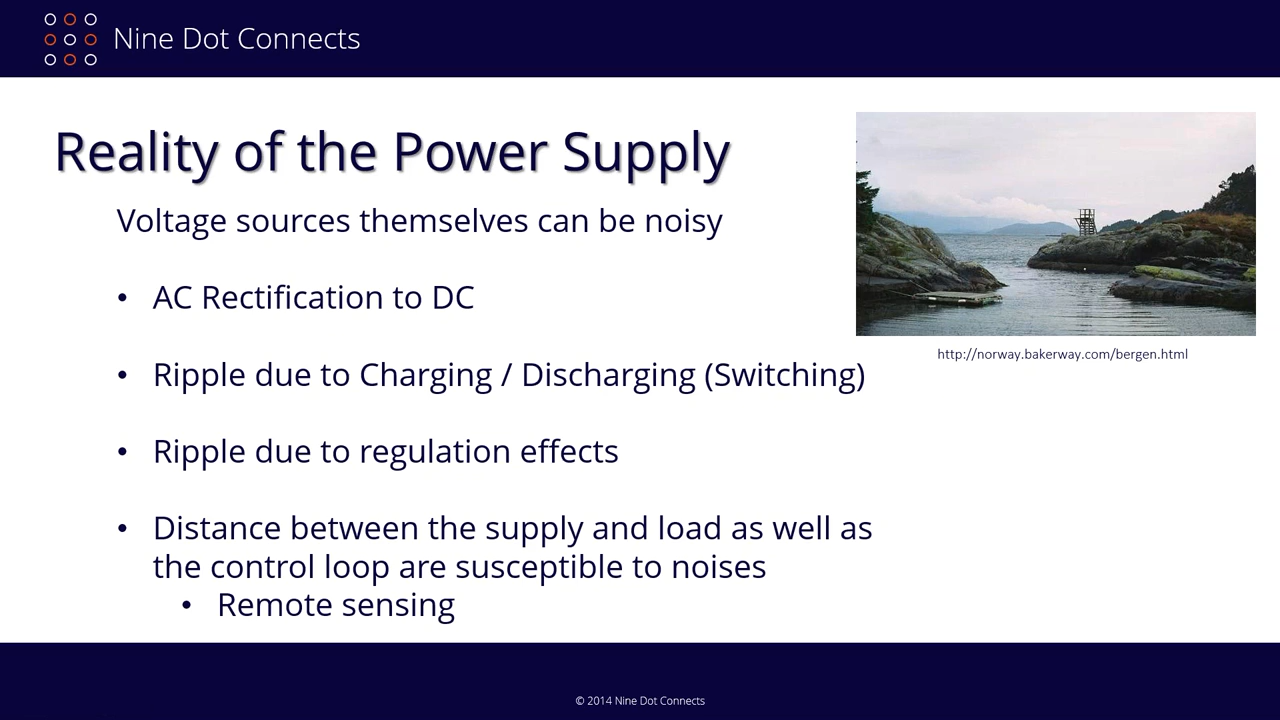 Nine Dot Connects
Reality of the Power Supply
Voltage sources themselves can be noisy
• AC Rectification to DC
• Ripple due to Charging / Discharging (Switching)
• Ripple due to regulation effects
• Distance between the supply and load as well as
the control loop are susceptible to noises
• Remote sensing
http://norway.bakerway.com/bergen.html
© 2014 Nine Dot Connects